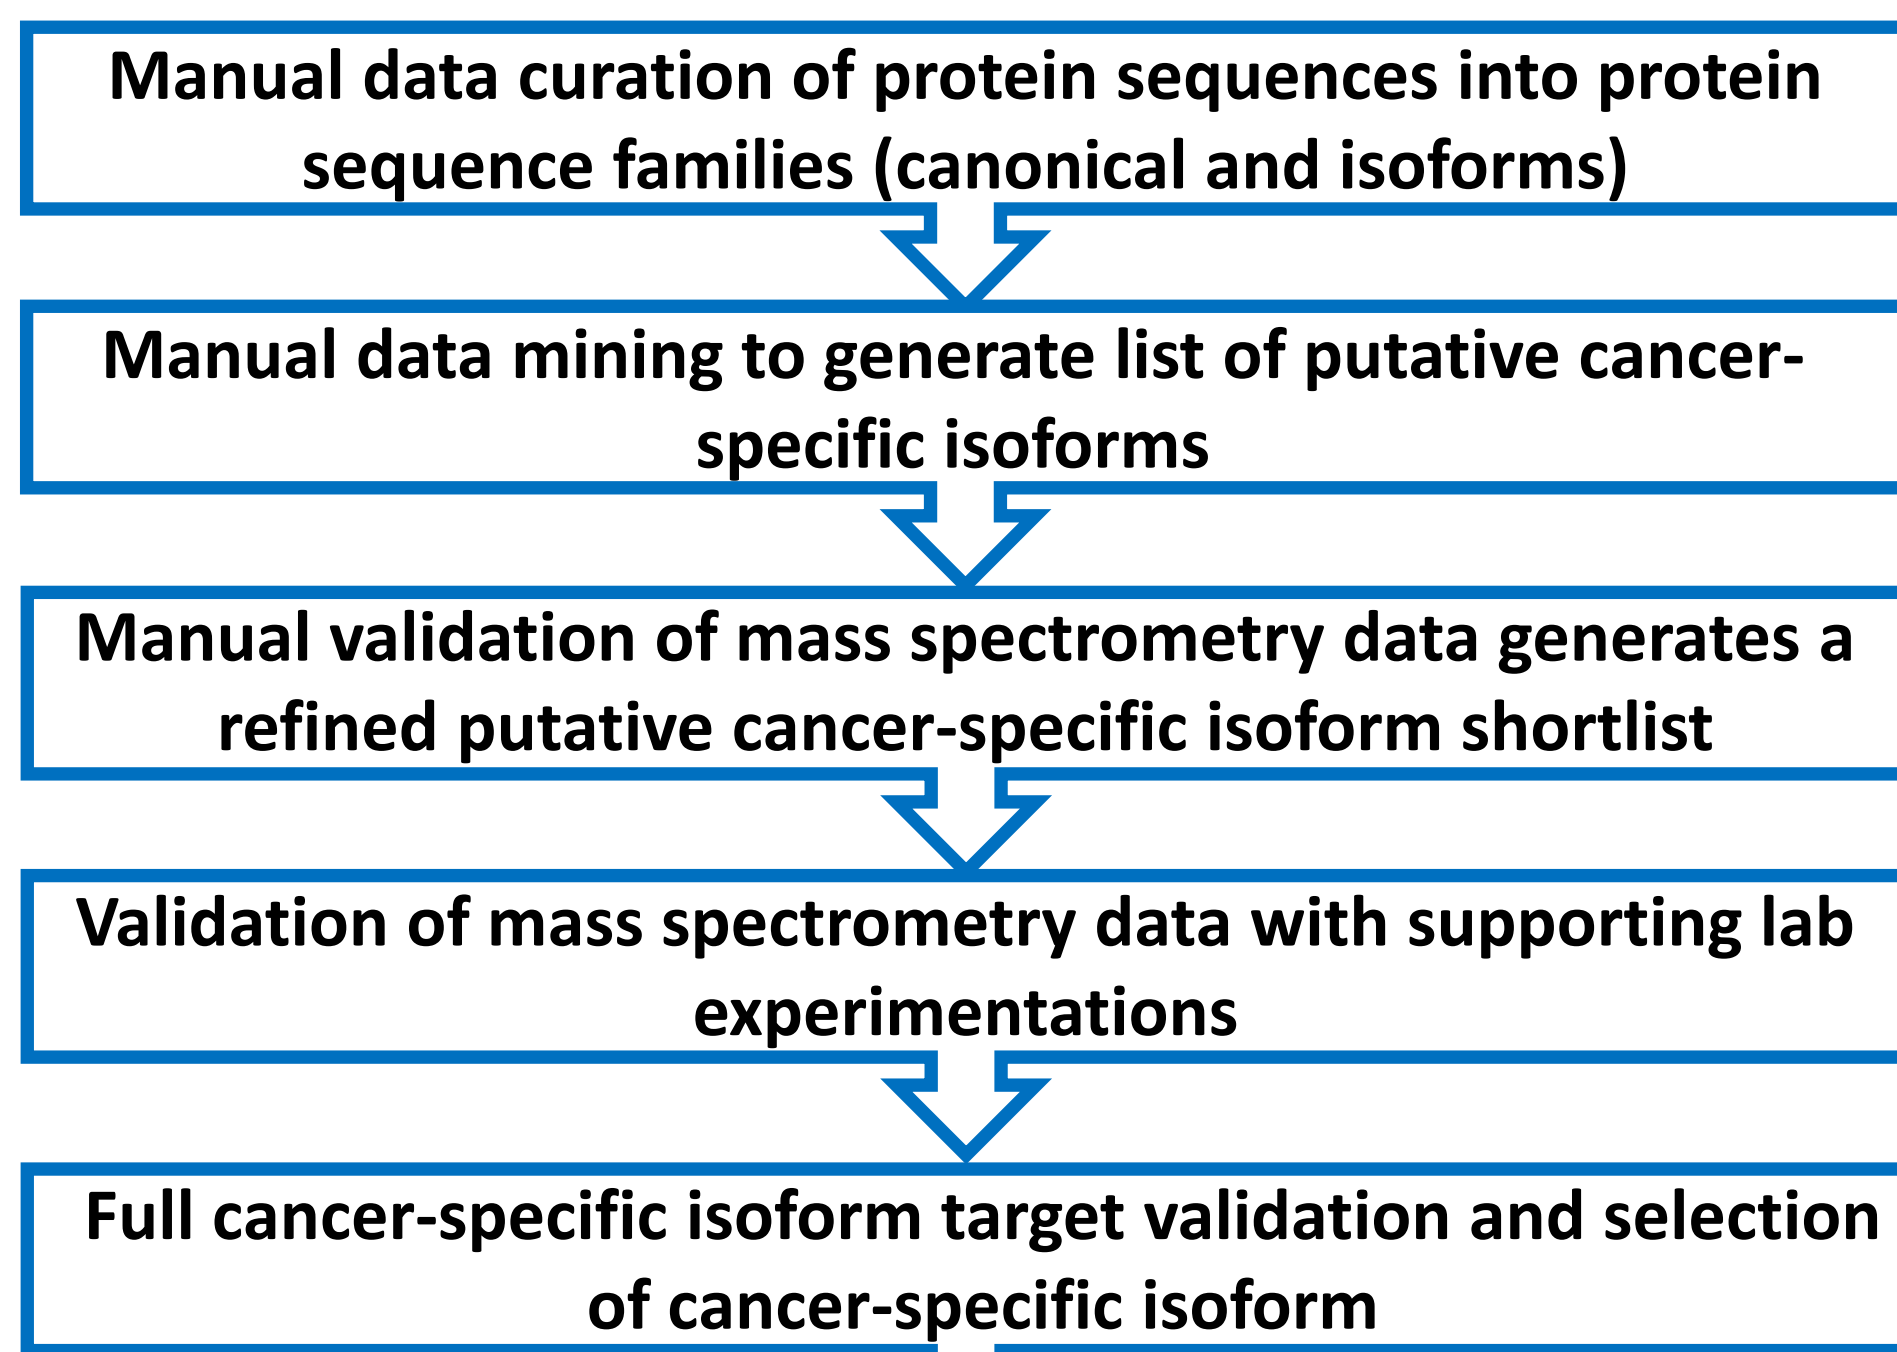 Manual data curation of protein sequences into protein
sequence families (canonical and isoforms)
Manual data mining to generate list of putative cancer-
specific isoforms
Manual validation of mass spectrometry data generates a
refined putative cancer-specific isoform shortlist
Validation of mass spectrometry data with supporting lab
experimentations
Full cancer-specific isoform target validation and selection
of cancer-specific isoform